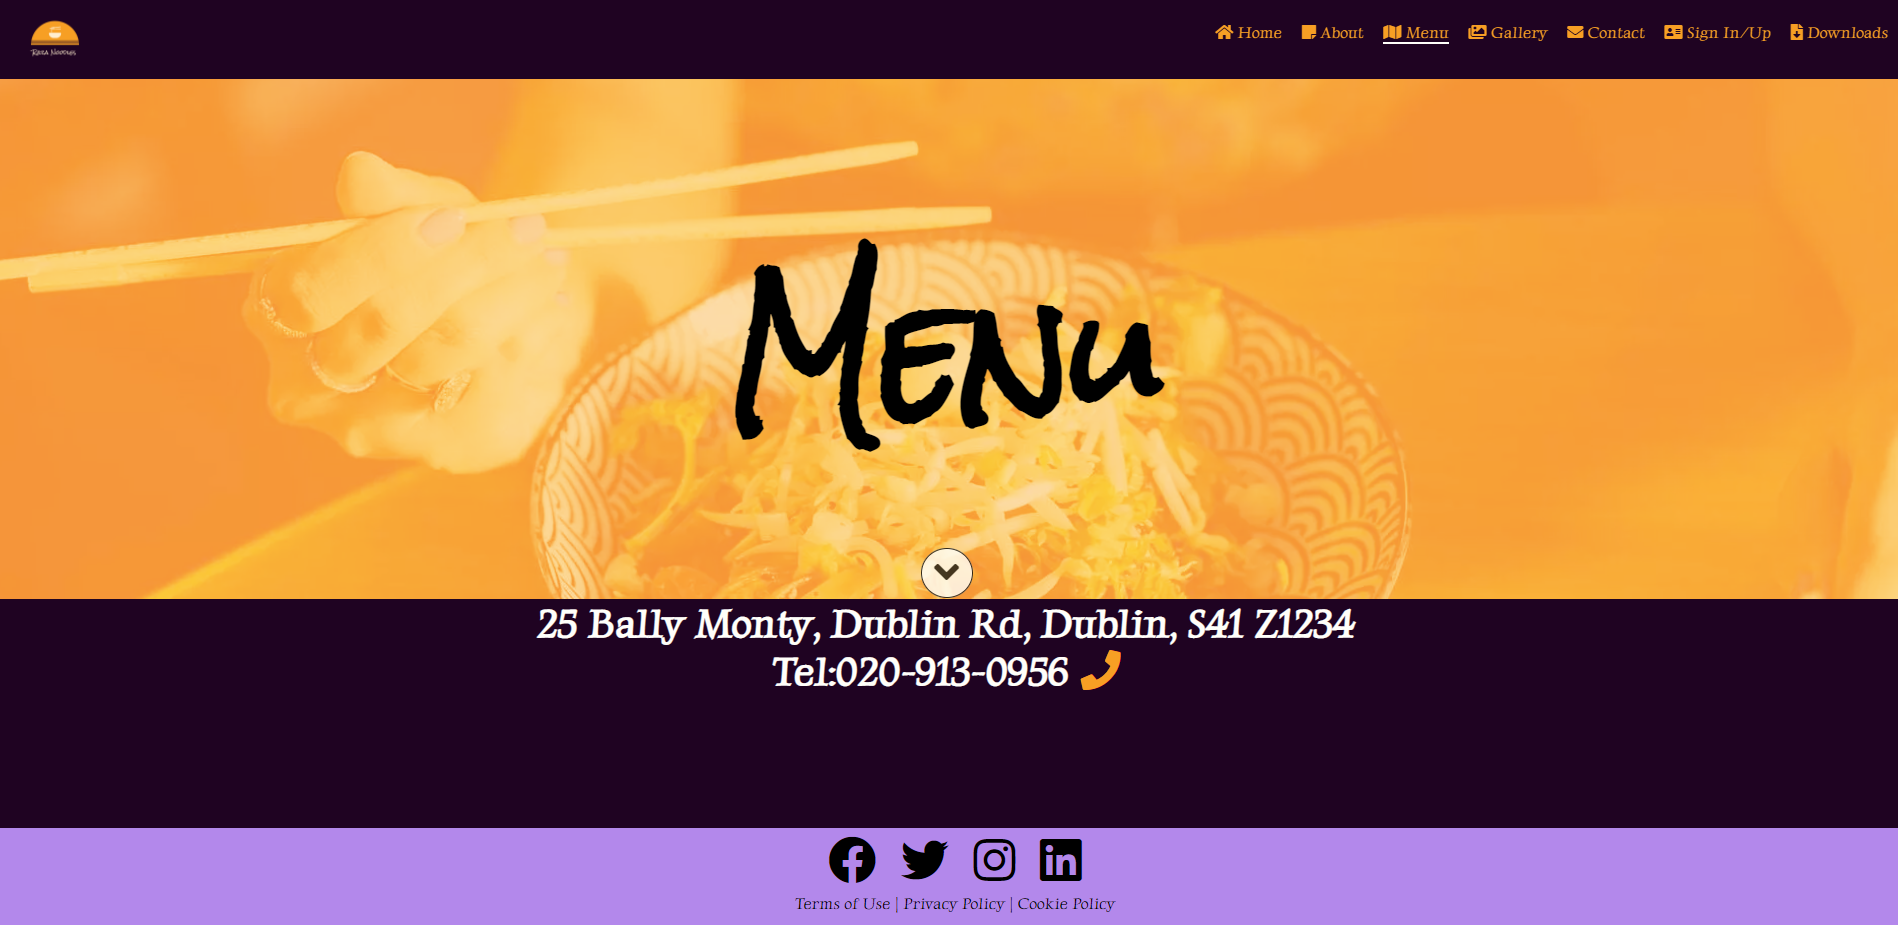 Raza Noodles
Home About Menu Gallery Contact Sign In/Up Downloads
Menu
25 Bally Monty, Dublin Rd, Dublin, S41 Z1234
Tel:020-913-0956
Terms of Use | Privacy Policy | Cookie Policy